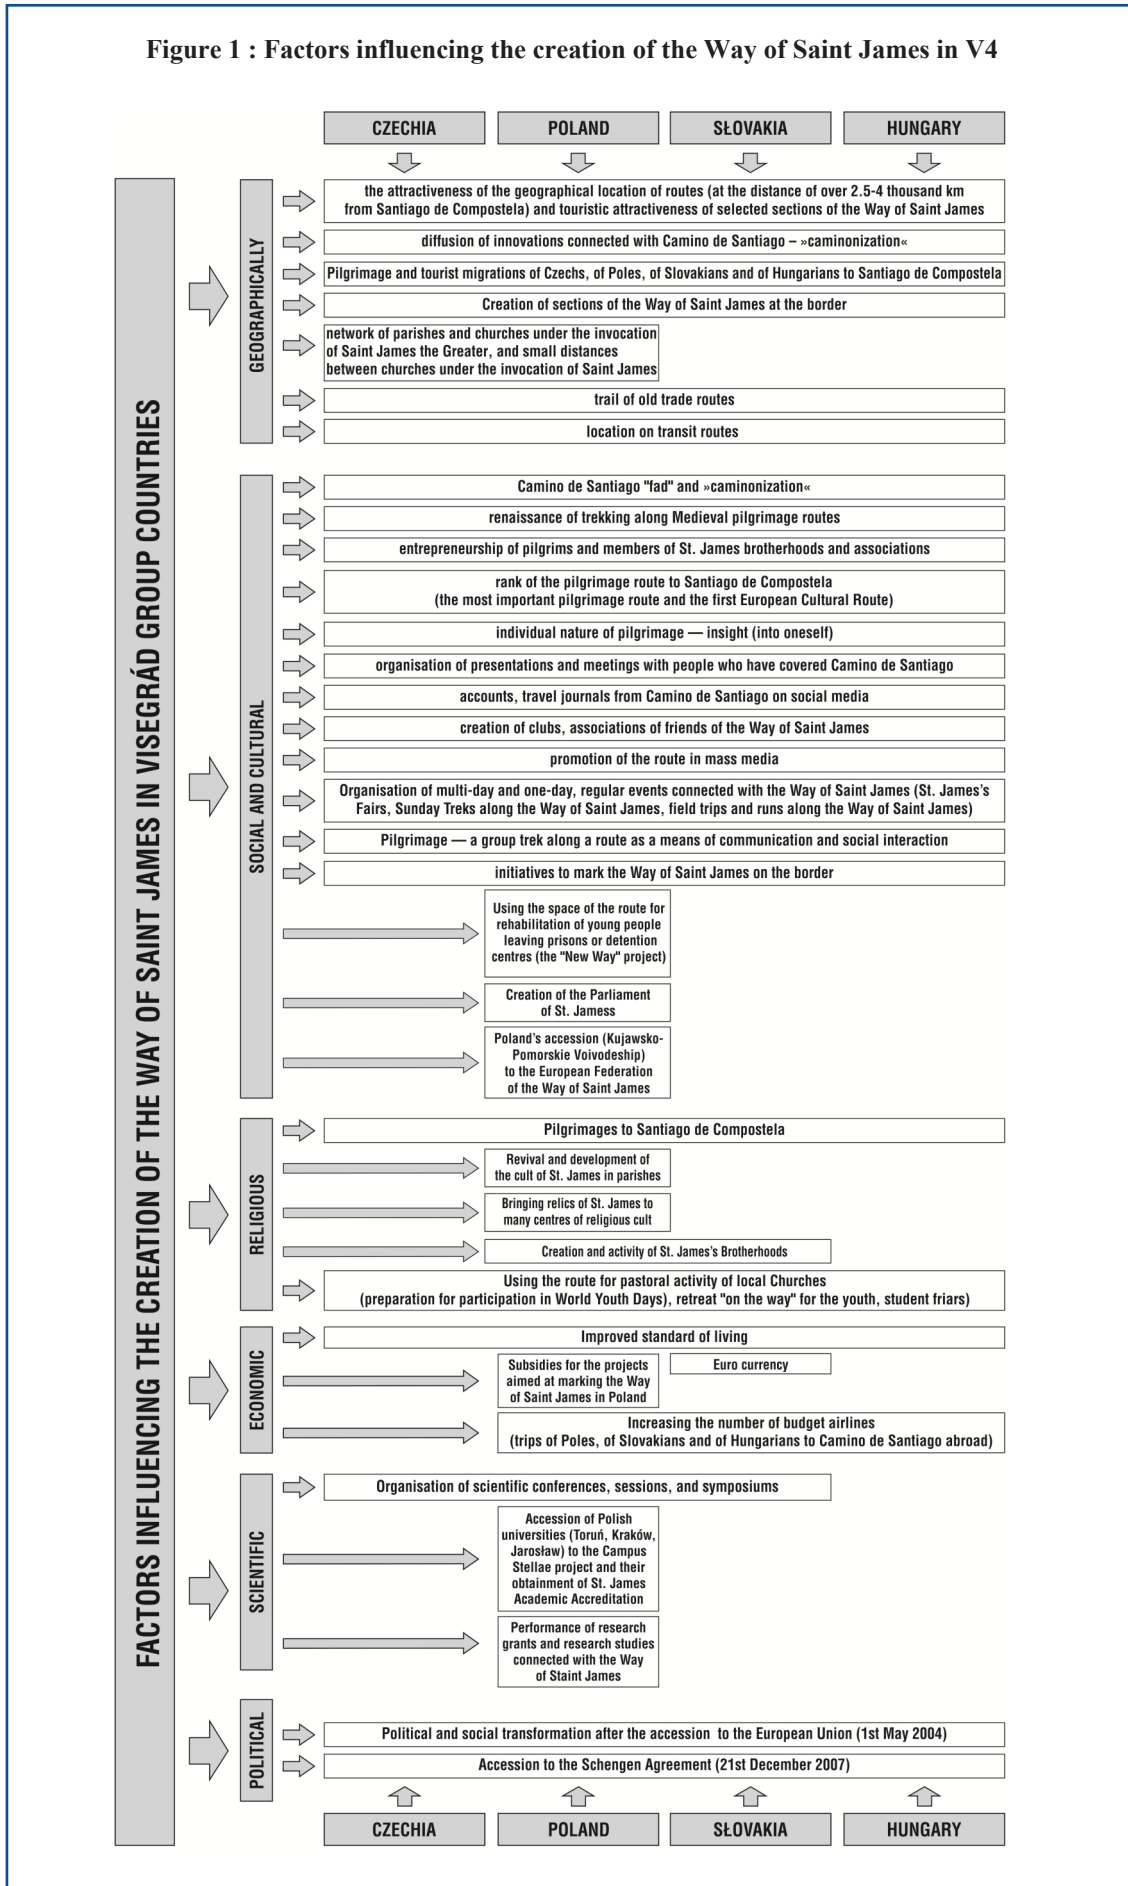 Figure 1 : Factors influencing the creation of the Way of Saint James in V4
CZECHIA
POLAND
SŁOVAKIA
HUNGARY
FACTORS INFLUENCING THE CREATION OF THE WAY OF SAINT JAMES IN VISEGRÁD GROUP COUNTRIES
GEOGRAPHICALLY
the attractiveness of the geographical location of routes (at the distance of over 2.5-4 thousand km
from Santiago de Compostela) and touristic attractiveness of selected sections of the Way of Saint James
diffusion of innovations connected with Camino de Santiago – »caminonization«
Pilgrimage and tourist migrations of Czechs, of Poles, of Slovakians and of Hungarians to Santiago de Compostela
Creation of sections of the Way of Saint James at the border
network of parishes and churches under the invocation
of Saint James the Greater, and small distances
between churches under the invocation of Saint James
trail of old trade routes
location on transit routes
SOCIAL AND CULTURAL
Camino de Santiago "fad" and »caminonization«
renaissance of trekking along Medieval pilgrimage routes
entrepreneurship of pilgrims and members of St. James brotherhoods and associations
rank of the pilgrimage route to Santiago de Compostela
(the most important pilgrimage route and the first European Cultural Route)
individual nature of pilgrimage — insight (into oneself)
organisation of presentations and meetings with people who have covered Camino de Santiago
accounts, travel journals from Camino de Santiago on social media
creation of clubs, associations of friends of the Way of Saint James
promotion of the route in mass media
Organisation of multi-day and one-day, regular events connected with the Way of Saint James (St. James's
Fairs, Sunday Treks along the Way of Saint James, field trips and runs along the Way of Saint James)
Pilgrimage — a group trek along a route as a means of communication and social interaction
initiatives to mark the Way of Saint James on the border
Using the space of the route for
rehabilitation of young people
leaving prisons or detention
centres (the "New Way" project)
Creation of the Parliament
of St. Jamess
Poland's accession (Kujawsko-
Pomorskie Voivodeship)
to the European Federation
of the Way of Saint James
RELIGIOUS
Pilgrimages to Santiago de Compostela
Revival and development of
the cult of St. James in parishes
Bringing relics of St. James to
many centres of religious cult
Creation and activity of St. James's Brotherhoods
Using the route for pastoral activity of local Churches
(preparation for participation in World Youth Days), retreat "on the way" for the youth, student friars)
ECONOMIC
Improved standard of living
Subsidies for the projects
aimed at marking the Way
of Saint James in Poland
Euro currency
Increasing the number of budget airlines
(trips of Poles, of Slovakians and of Hungarians to Camino de Santiago abroad)
SCIENTIFIC
Organisation of scientific conferences, sessions, and symposiums
Accession of Polish
universities (Toruń, Kraków,
Jarosław) to the Campus
Stellae project and their
obtainment of St. James
Academic Accreditation
Performance of research
grants and research studies
connected with the Way
of Staint James
POLITICAL
Political and social transformation after the accession to the European Union (1st May 2004)
Accession to the Schengen Agreement (21st December 2007)
CZECHIA
POLAND
SŁOVAKIA
HUNGARY